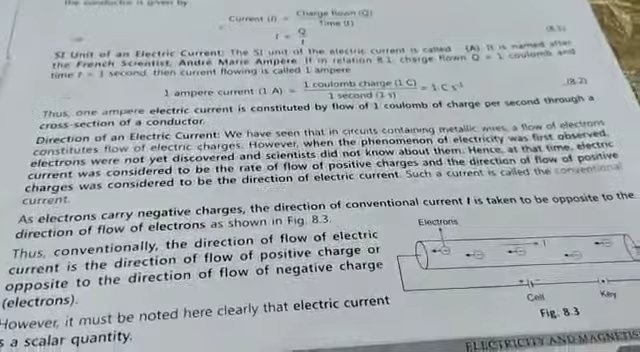 the conductor is given by
Current (I) = Charge flown (Q) / Time (t)
I = Q / t
(8.1)
SI Unit of an Electric Current: The SI unit of the electric current is called (A). It is named after
the French Scientist, André Marie Ampere. If in relation 8.1, charge flown Q = 1 coulomb and
time t = 1 second, then current flowing is called 1 ampere
1 ampere current (1 A) = 1 coulomb charge (1 C) / 1 second (1 s) = 1 C s⁻¹
(8.2)
Thus, one ampere electric current is constituted by flow of 1 coulomb of charge per second through a
cross-section of a conductor.
Direction of an Electric Current: We have seen that in circuits containing metallic wires, a flow of electrons
constitutes flow of electric charges. However, when the phenomenon of electricity was first observed,
electrons were not yet discovered and scientists did not know about them. Hence, at that time, electric
current was considered to be the rate of flow of positive charges and the direction of flow of positive
charges was considered to be the direction of electric current. Such a current is called the conventional
current.
As electrons carry negative charges, the direction of conventional current I is taken to be opposite to the
direction of flow of electrons as shown in Fig. 8.3.
Thus, conventionally, the direction of flow of electric
current is the direction of flow of positive charge or
opposite to the direction of flow of negative charge
(electrons).
However, it must be noted here clearly that electric current
s a scalar quantity.
Electrons
I
Cell
Key
Fig. 8.3
ELECTRICITY AND MAGNETIS